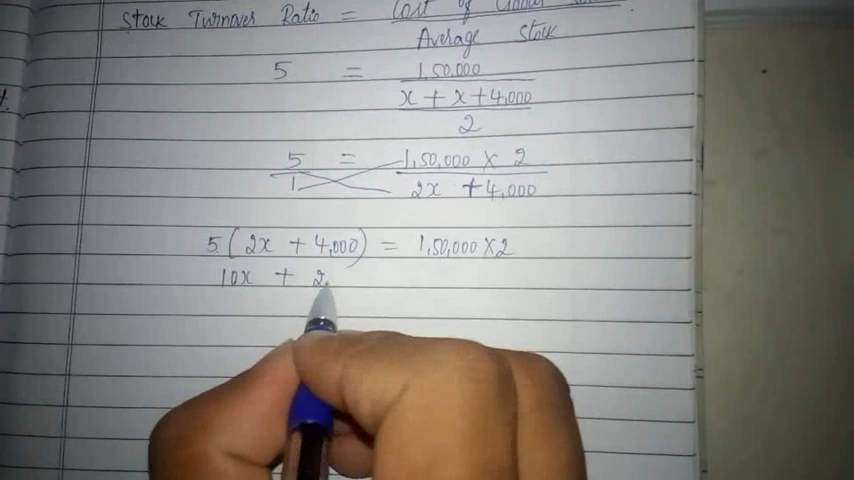 Stock Turnover Ratio = Cost of Goods
Average Stock
5 = 1,50,000
x + x + 4,000
2
5 = 1,50,000 x 2
1 2x + 4,000
5 ( 2x + 4,000) = 1,50,000 x 2
10x + 2